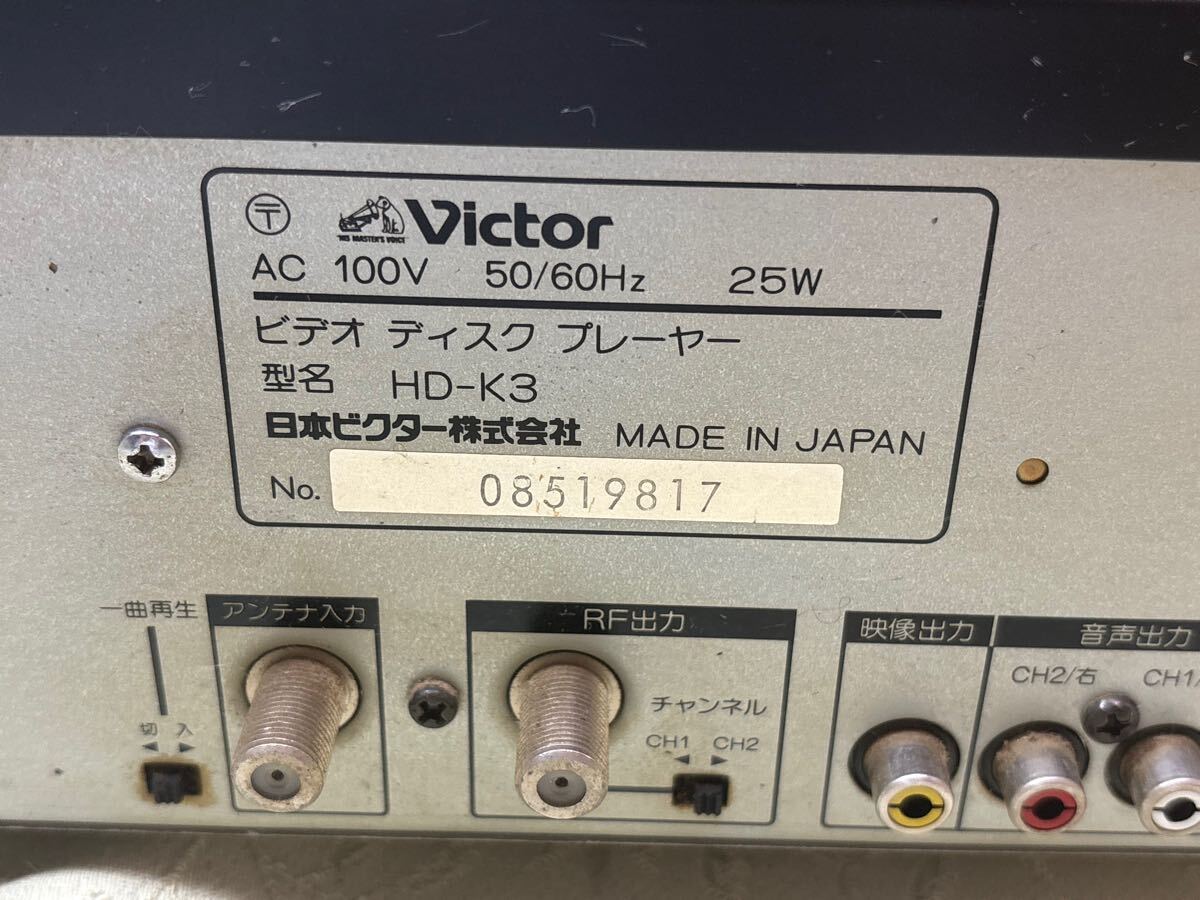 〒 "HIS MASTER'S VOICE" Victor
AC 100V 50/60Hz 25W
ビデオ ディスク プレーヤー
型名 HD-K3
日本ビクター株式会社 MADE IN JAPAN
No. 08519817
一曲再生
切 入
アンテナ入力
RF出力
チャンネル
CH1 CH2
映像出力
音声出力
CH2/右 CH1/